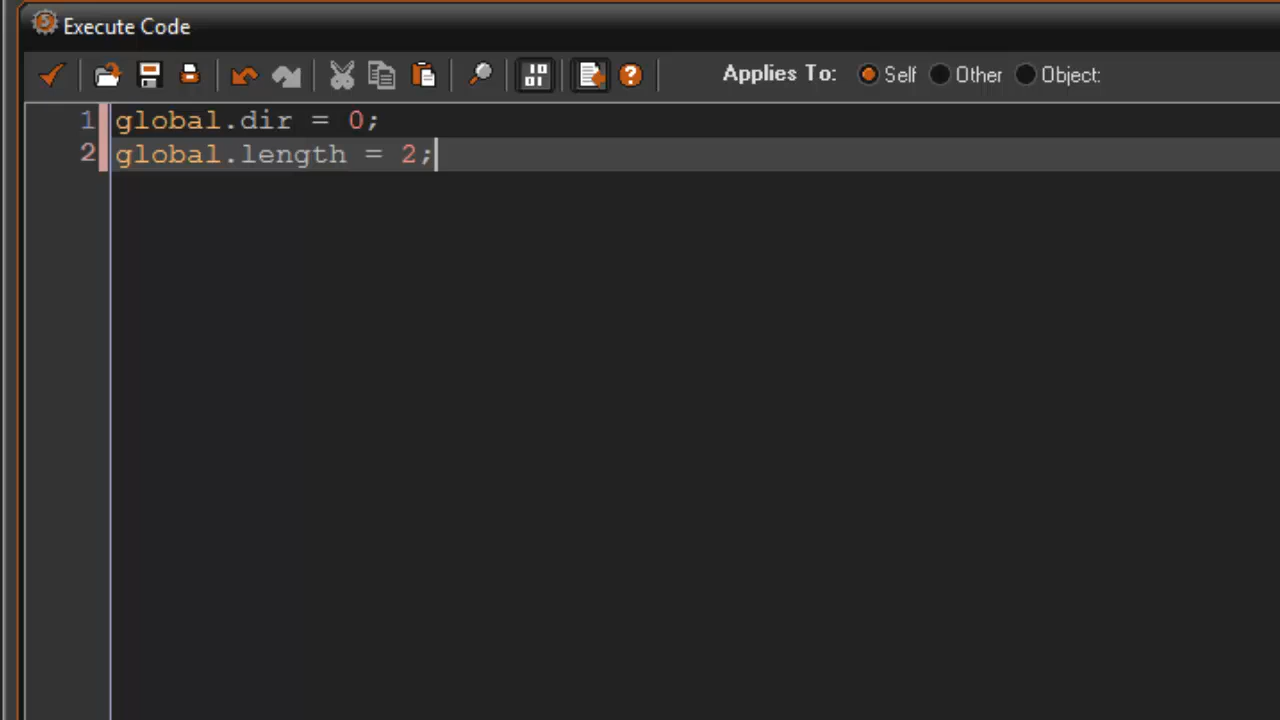 Execute Code
Applies To: Self Other Object:
1 global.dir = 0;
2 global.length = 2;